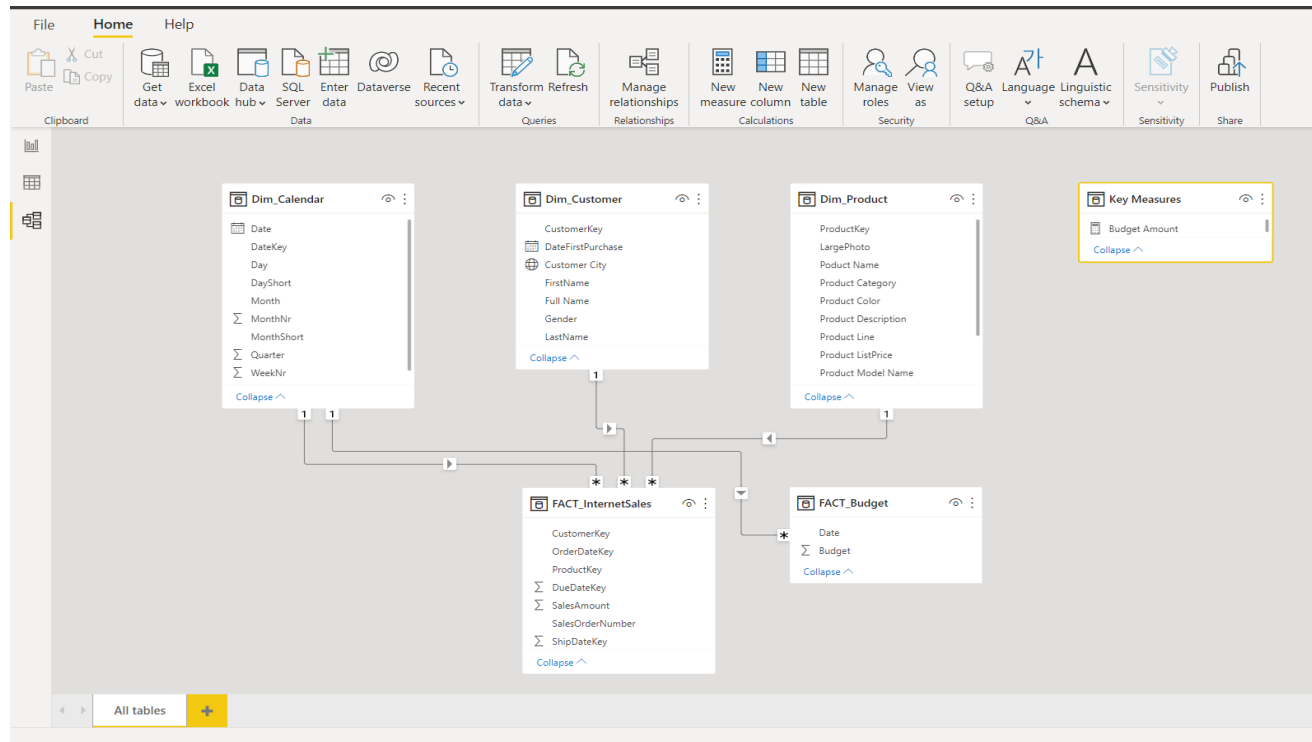 File Home Help
Cut
Copy
Paste
Get data
Excel workbook
Data hub
SQL Server
Enter data
Dataverse
Recent sources
Transform data
Refresh
Manage relationships
New measure
New column
New table
Manage roles
View as
Q&A setup
Language
Linguistic schema
Sensitivity
Publish
Clipboard
Data
Queries
Relationships
Calculations
Security
Q&A
Sensitivity
Share
Dim_Calendar
Date
DateKey
Day
DayShort
Month
MonthNr
MonthShort
Quarter
WeekNr
Collapse
Dim_Customer
CustomerKey
DateFirstPurchase
Customer City
FirstName
Full Name
Gender
LastName
Collapse
Dim_Product
ProductKey
LargePhoto
Poduct Name
Product Category
Product Color
Product Description
Product Line
Product ListPrice
Product Model Name
Collapse
Key Measures
Budget Amount
Collapse
1
1
1
1
*
*
*
*
FACT_InternetSales
CustomerKey
OrderDateKey
ProductKey
DueDateKey
SalesAmount
SalesOrderNumber
ShipDateKey
Collapse
FACT_Budget
Date
Budget
Collapse
All tables